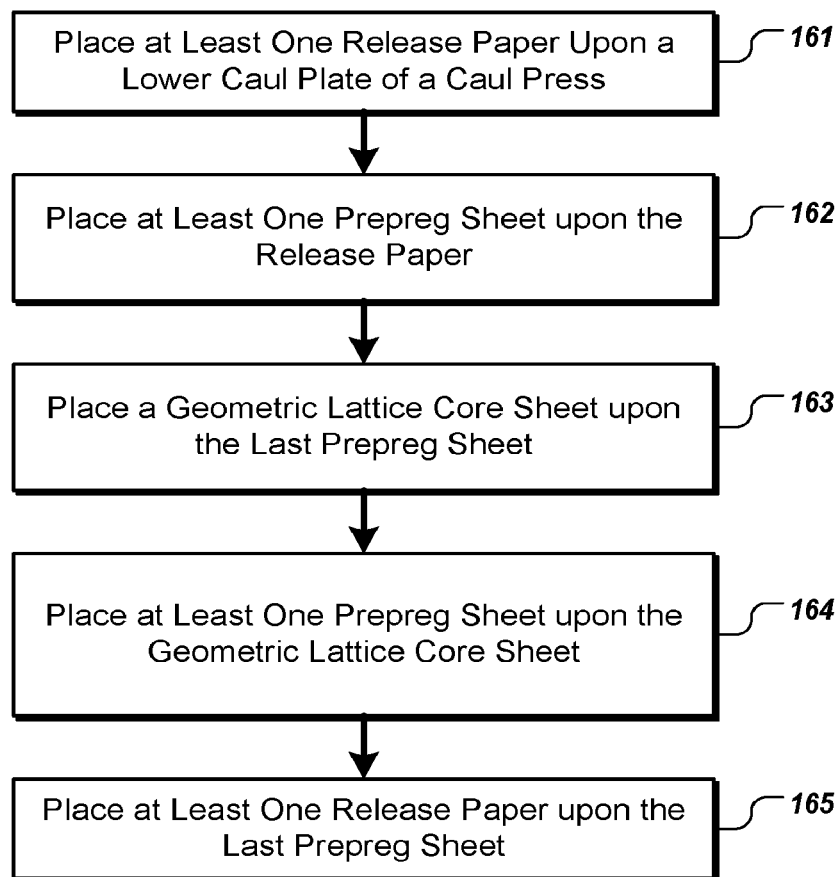 Place at Least One Release Paper Upon a
Lower Caul Plate of a Caul Press
161
Place at Least One Prepreg Sheet upon the
Release Paper
162
Place a Geometric Lattice Core Sheet upon
the Last Prepreg Sheet
163
Place at Least One Prepreg Sheet upon the
Geometric Lattice Core Sheet
164
Place at Least One Release Paper upon the
Last Prepreg Sheet
165